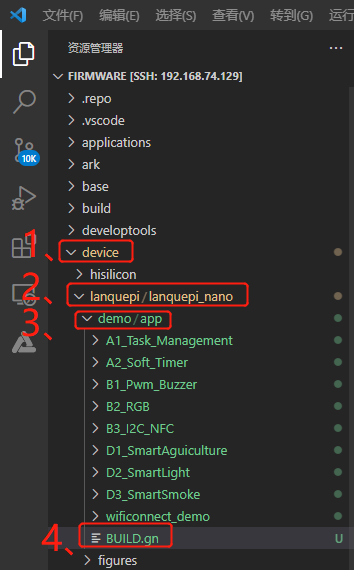 文件(F) 编辑(E) 选择(S) 查看(V) 转到(G) 运行
资源管理器 ...
FIRMWARE [SSH: 192.168.74.129]
.repo
.vscode
applications
ark
base
build
developtools
1、 device
hisilicon
2、 lanquepi / lanquepi_nano
3、 demo / app
A1_Task_Management
A2_Soft_Timer
B1_Pwm_Buzzer
B2_RGB
B3_I2C_NFC
D1_SmartAguiculture
D2_SmartLight
D3_SmartSmoke
wificonnect_demo
4、 BUILD.gn U
figures
10K